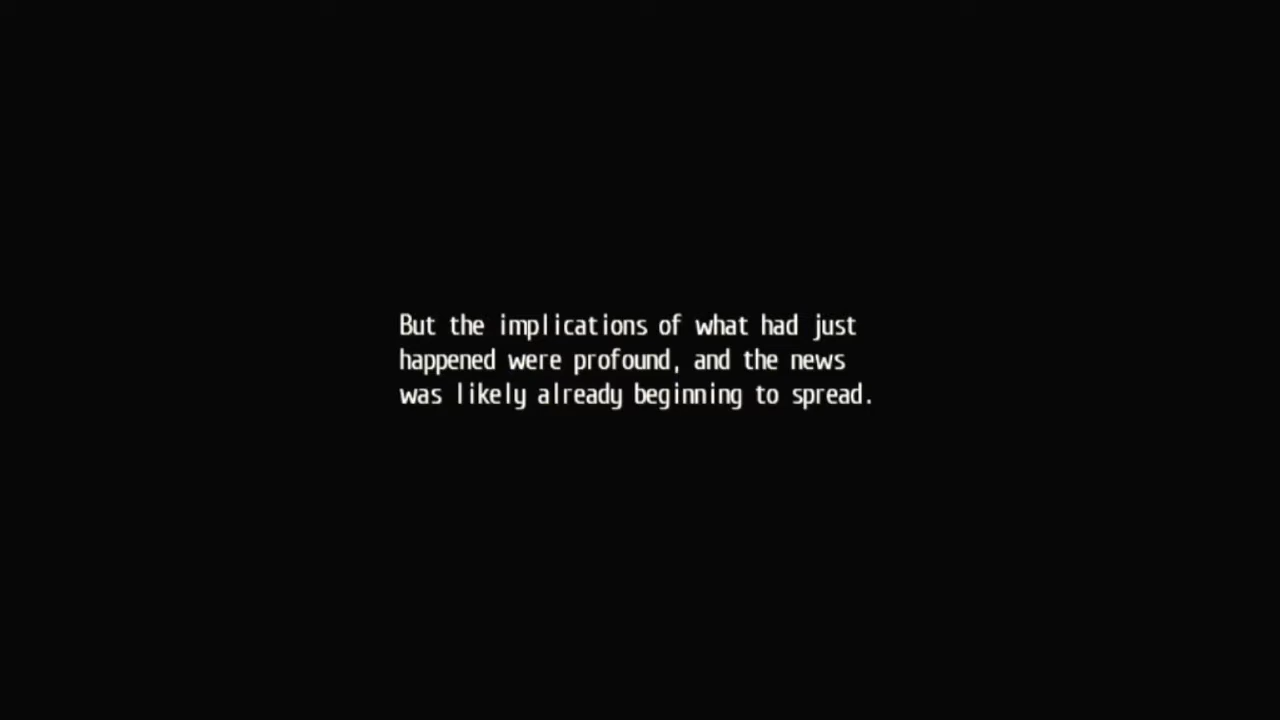 But the implications of what had just
happened were profound, and the news
was likely already beginning to spread.